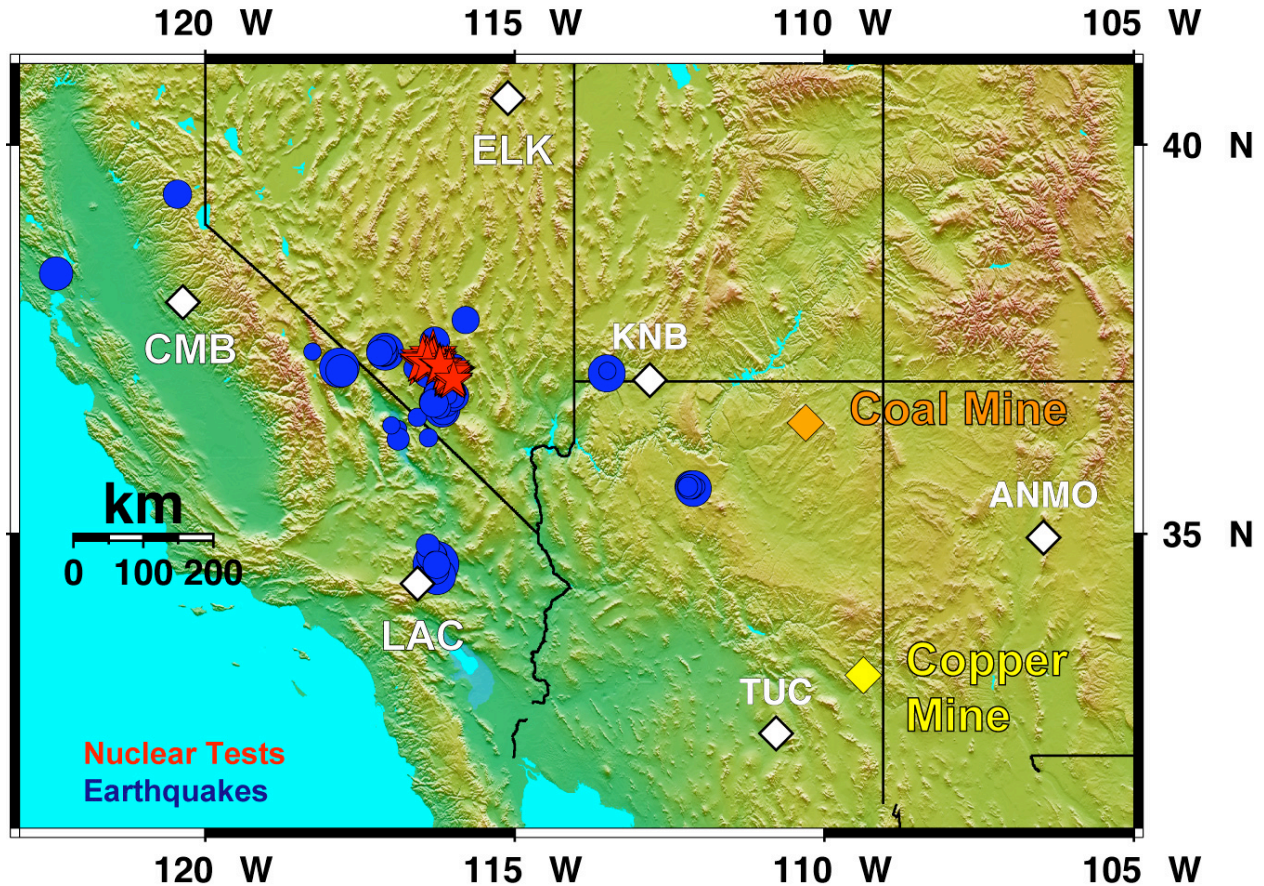 120 W 115 W 110 W 105 W
ELK
40 N
CMB
KNB
Coal Mine
ANMO
km
35 N
0 100 200
LAC
Copper
Mine
TUC
Nuclear Tests
Earthquakes
120 W 115 W 110 W 105 W